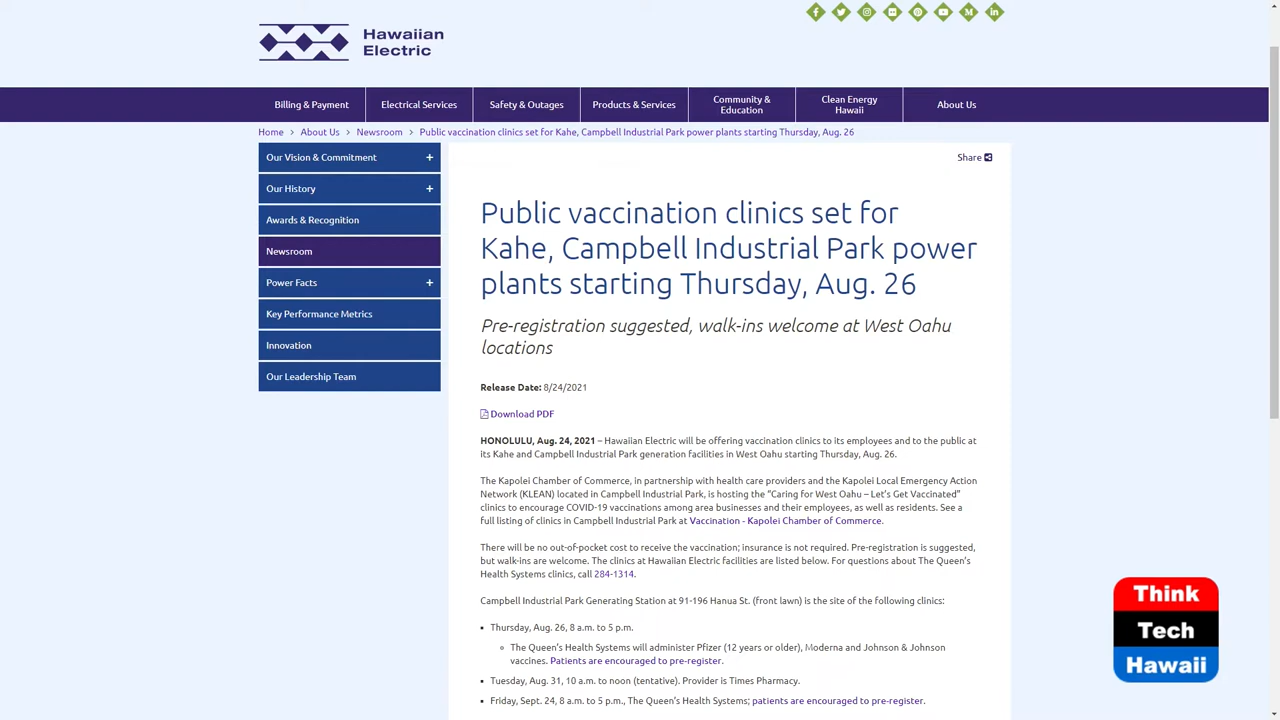 Hawaiian
Electric
Billing & Payment
Electrical Services
Safety & Outages
Products & Services
Community &
Education
Clean Energy
Hawaii
About Us
Home > About Us > Newsroom > Public vaccination clinics set for Kahe, Campbell Industrial Park power plants starting Thursday, Aug. 26
Our Vision & Commitment +
Our History +
Awards & Recognition
Newsroom
Power Facts +
Key Performance Metrics
Innovation
Our Leadership Team
Share
Public vaccination clinics set for
Kahe, Campbell Industrial Park power
plants starting Thursday, Aug. 26
Pre-registration suggested, walk-ins welcome at West Oahu
locations
Release Date: 8/24/2021
Download PDF
HONOLULU, Aug. 24, 2021 – Hawaiian Electric will be offering vaccination clinics to its employees and to the public at
its Kahe and Campbell Industrial Park generation facilities in West Oahu starting Thursday, Aug. 26.
The Kapolei Chamber of Commerce, in partnership with health care providers and the Kapolei Local Emergency Action
Network (KLEAN) located in Campbell Industrial Park, is hosting the “Caring for West Oahu – Let’s Get Vaccinated”
clinics to encourage COVID-19 vaccinations among area businesses and their employees, as well as residents. See a
full listing of clinics in Campbell Industrial Park at Vaccination - Kapolei Chamber of Commerce.
There will be no out-of-pocket cost to receive the vaccination; insurance is not required. Pre-registration is suggested,
but walk-ins are welcome. The clinics at Hawaiian Electric facilities are listed below. For questions about The Queen’s
Health Systems clinics, call 284-1314.
Campbell Industrial Park Generating Station at 91-196 Hanua St. (front lawn) is the site of the following clinics:
• Thursday, Aug. 26, 8 a.m. to 5 p.m.
◦ The Queen’s Health Systems will administer Pfizer (12 years or older), Moderna and Johnson & Johnson
vaccines. Patients are encouraged to pre-register.
• Tuesday, Aug. 31, 10 a.m. to noon (tentative). Provider is Times Pharmacy.
• Friday, Sept. 24, 8 a.m. to 5 p.m., The Queen’s Health Systems; patients are encouraged to pre-register.
Think
Tech
Hawaii